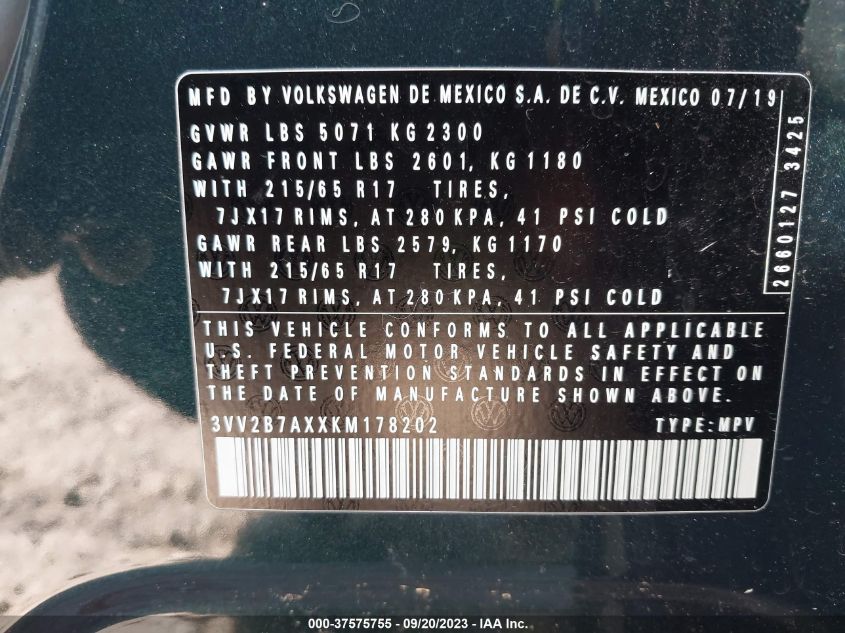 MFD BY VOLKSWAGEN DE MEXICO S.A. DE C.V. MEXICO 07/19
GVWR LBS 5071 KG 2300
GAWR FRONT LBS 2601, KG 1180
WITH 215/65 R17 TIRES,
7JX17 RIMS, AT 280 KPA, 41 PSI COLD
GAWR REAR LBS 2579, KG 1170
WITH 215/65 R17 TIRES,
7JX17 RIMS, AT 280 KPA, 41 PSI COLD
2660127 3425
THIS VEHICLE CONFORMS TO ALL APPLICABLE
U.S. FEDERAL MOTOR VEHICLE SAFETY AND
THEFT PREVENTION STANDARDS IN EFFECT ON
THE DATE OF MANUFACTURE SHOWN ABOVE.
3VV2B7AXXKM178202 TYPE: MPV
000-37575755 - 09/20/2023 - IAA Inc.